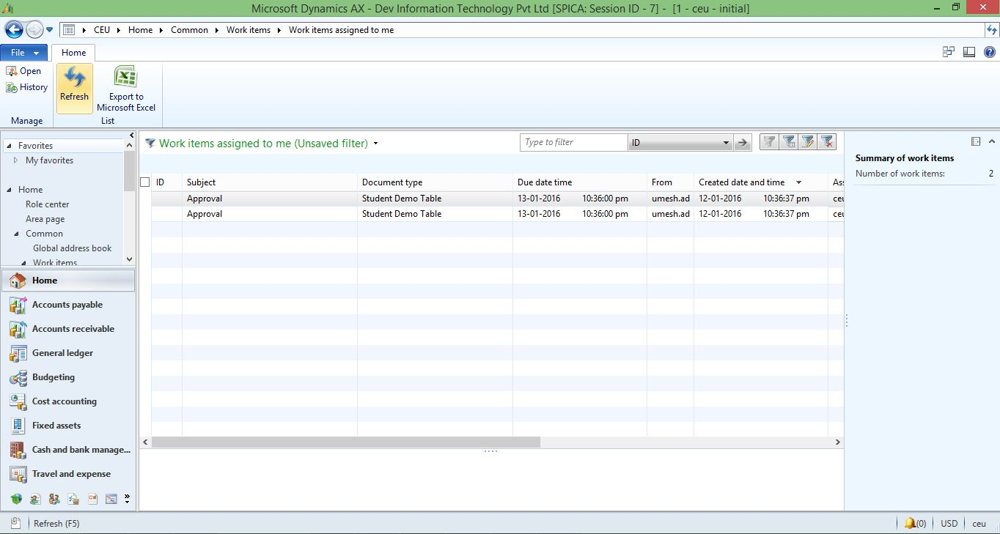 Microsoft Dynamics AX - Dev Information Technology Pvt Ltd [SPICA: Session ID - 7] - [1 - ceu - initial]
CEU Home Common Work items Work items assigned to me
File Home
Open
History
Refresh
Export to
Microsoft Excel
Manage List
Favorites
My favorites
Home
Role center
Area page
Common
Global address book
Work items
Home
Accounts payable
Accounts receivable
General ledger
Budgeting
Cost accounting
Fixed assets
Cash and bank manage...
Travel and expense
Work items assigned to me (Unsaved filter)
Type to filter ID
ID Subject Document type Due date time From Created date and time
Approval Student Demo Table 13-01-2016 10:36:00 pm umesh.ad 12-01-2016 10:36:37 pm ceu
Approval Student Demo Table 13-01-2016 10:36:00 pm umesh.ad 12-01-2016 10:36:37 pm ceu
Summary of work items
Number of work items: 2
Refresh (F5) (0) USD ceu